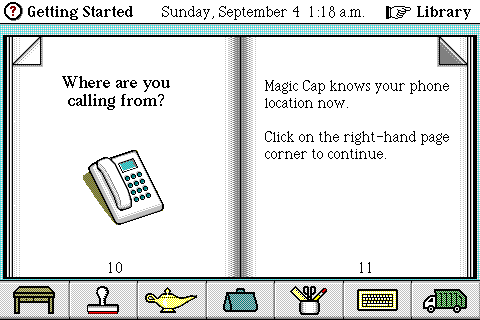 Getting Started
Sunday, September 4 1:18 a.m.
Library
Where are you
calling from?
10
Magic Cap knows your phone
location now.
Click on the right-hand page
corner to continue.
11